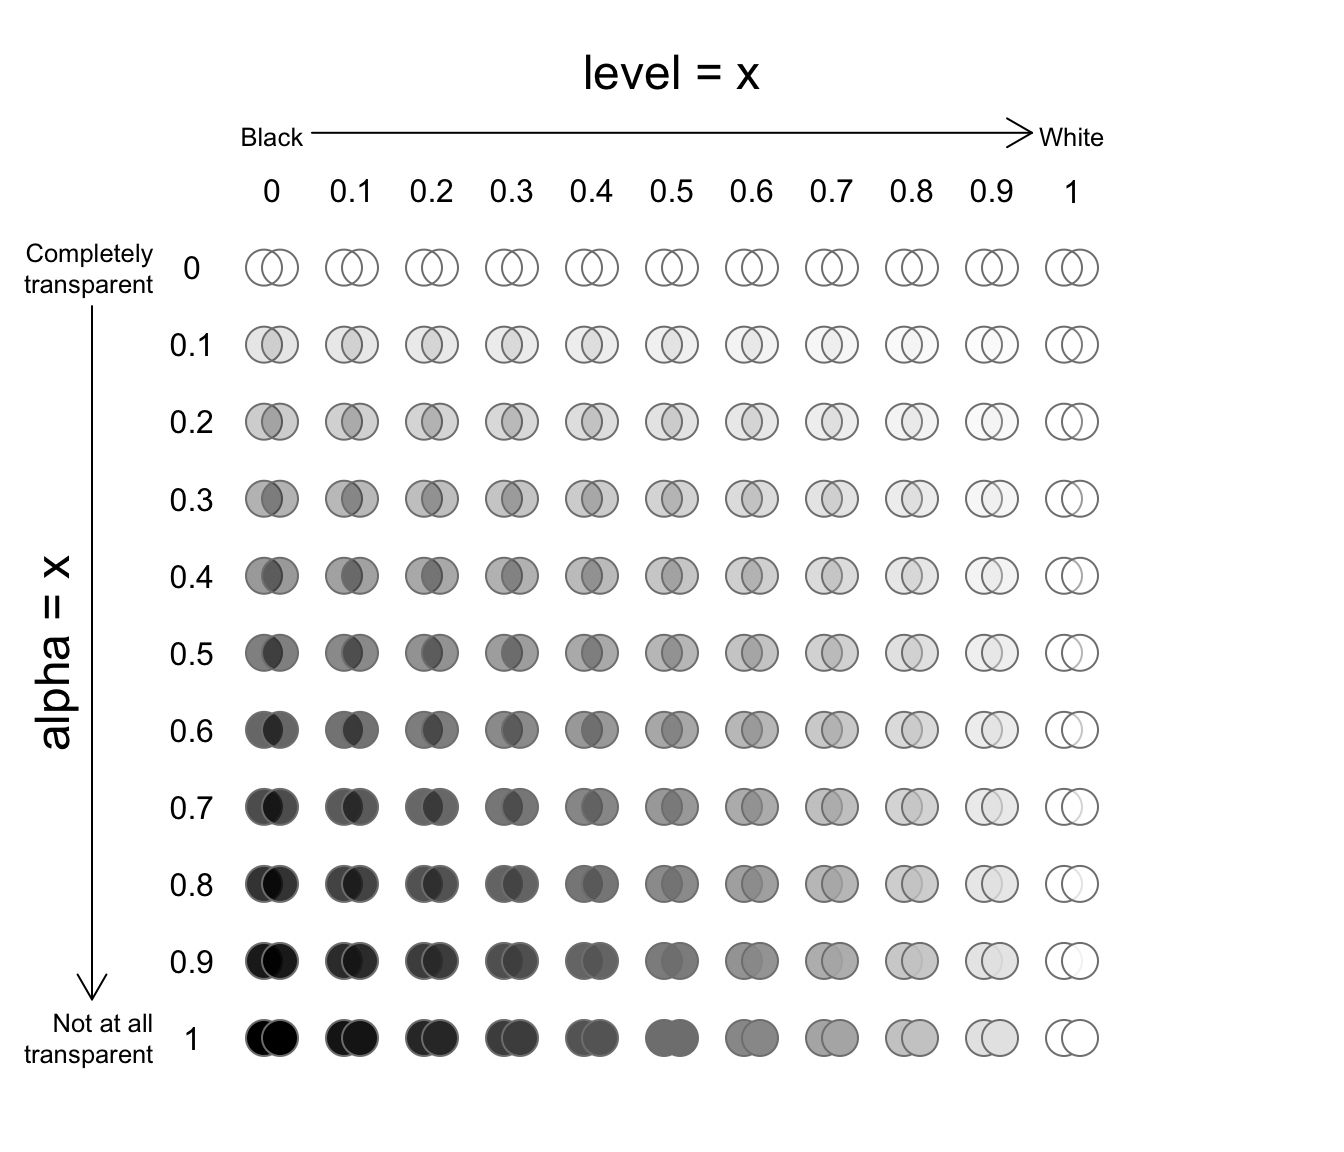 level = x
Black
White
0 0.1 0.2 0.3 0.4 0.5 0.6 0.7 0.8 0.9 1
Completely
transparent
0
0.1
0.2
0.3
0.4
0.5
0.6
0.7
0.8
0.9
1
alpha = x
Not at all
transparent